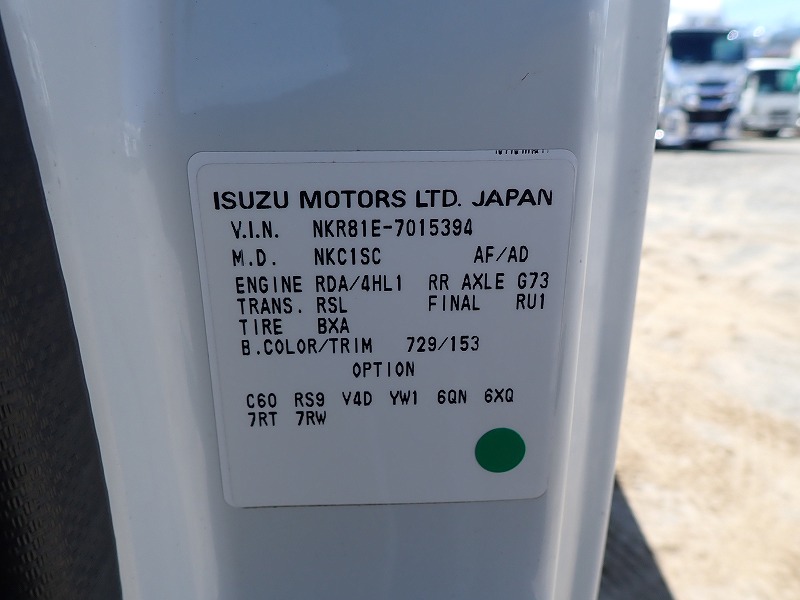 ISUZU MOTORS LTD. JAPAN
V.I.N. NKR81E-7015394
M.D. NKC1SC AF/AD
ENGINE RDA/4HL1 RR AXLE G73
TRANS. RSL FINAL RU1
TIRE BXA
B.COLOR/TRIM 729/153
OPTION
C60 RS9 V4D YW1 6QN 6XQ
7RT 7RW